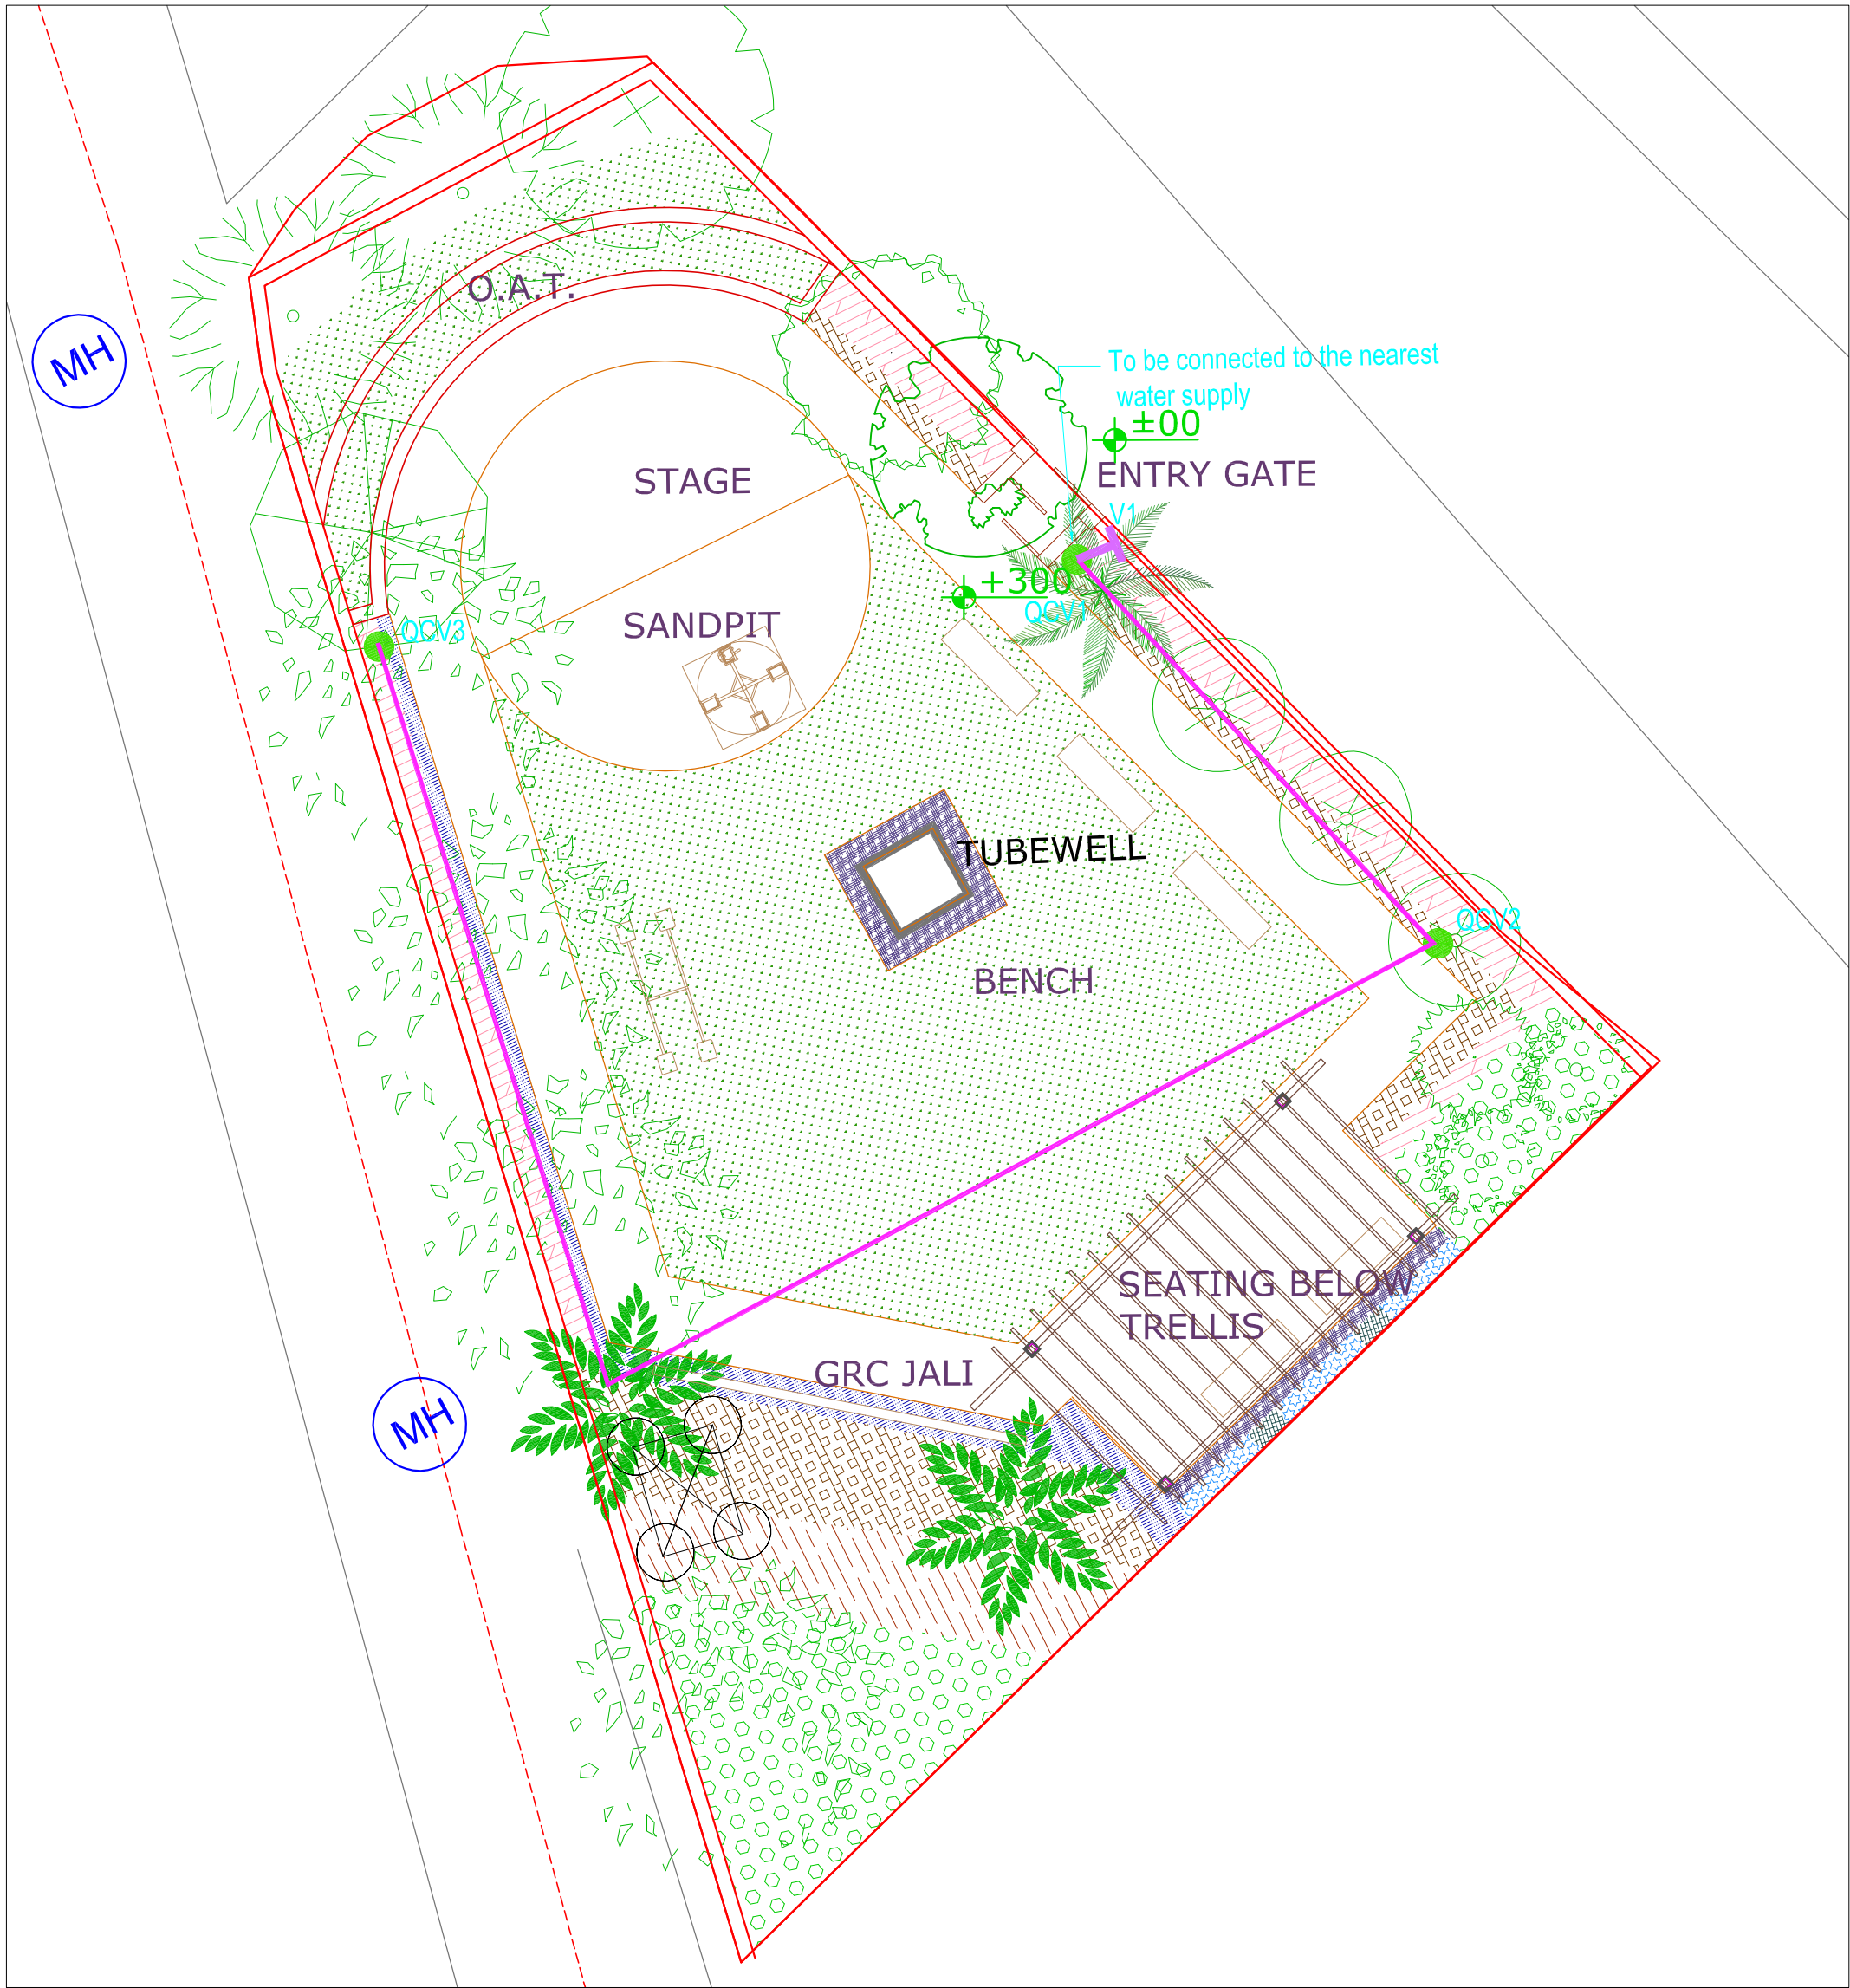 O.A.T.
MH
To be connected to the nearest
water supply
±00
ENTRY GATE
STAGE
V1
+300
QCV1
SANDPIT
QCV3
TUBEWELL
QCV2
BENCH
SEATING BELOW
TRELLIS
GRC JALI
MH